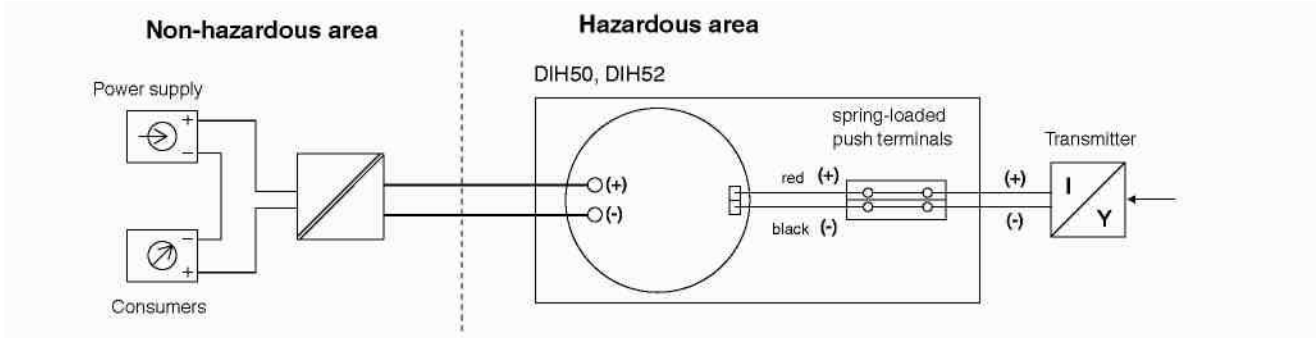 Non-hazardous area
Hazardous area
DIH50, DIH52
Power supply
+
−
−
+
Consumers
(+)
(-)
spring-loaded
push terminals
red (+)
black (-)
Transmitter
(+)
(-)
I
Y